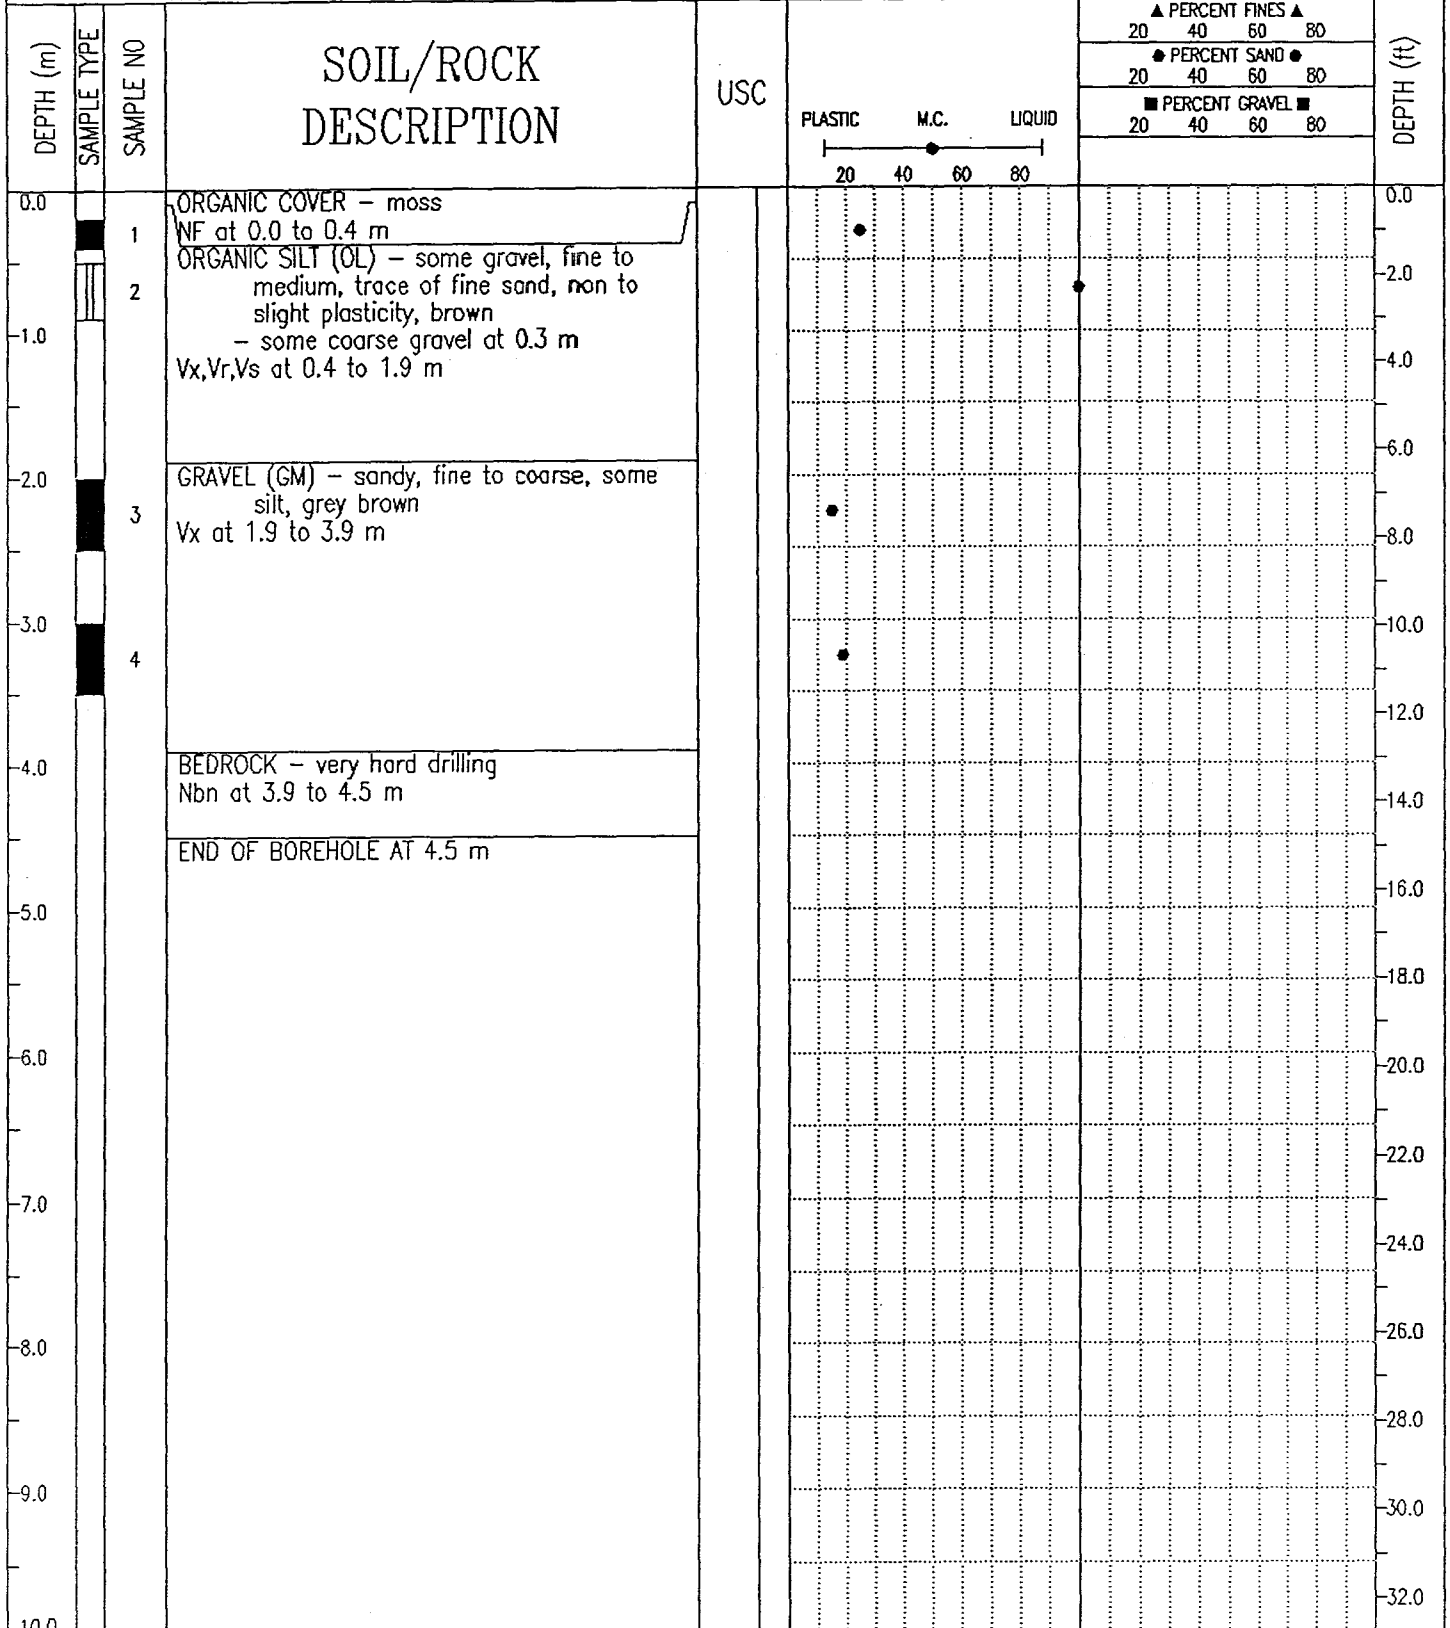 DEPTH (m)
SAMPLE TYPE
SAMPLE NO
SOIL/ROCK
DESCRIPTION
USC
PLASTIC M.C. LIQUID
20 40 60 80
▲ PERCENT FINES ▲
20 40 60 80
● PERCENT SAND ●
20 40 60 80
■ PERCENT GRAVEL ■
20 40 60 80
DEPTH (ft)
0.0
1
ORGANIC COVER – moss
NF at 0.0 to 0.4 m
2
ORGANIC SILT (OL) – some gravel, fine to
medium, trace of fine sand, non to
slight plasticity, brown
– some coarse gravel at 0.3 m
Vx,Vr,Vs at 0.4 to 1.9 m
–1.0
–2.0
3
GRAVEL (GM) – sandy, fine to coarse, some
silt, grey brown
Vx at 1.9 to 3.9 m
–3.0
4
–4.0
BEDROCK – very hard drilling
Nbn at 3.9 to 4.5 m
END OF BOREHOLE AT 4.5 m
–5.0
–6.0
–7.0
–8.0
–9.0
10.0
0.0
–2.0
–4.0
–6.0
–8.0
–10.0
–12.0
–14.0
–16.0
–18.0
–20.0
–22.0
–24.0
–26.0
–28.0
–30.0
–32.0